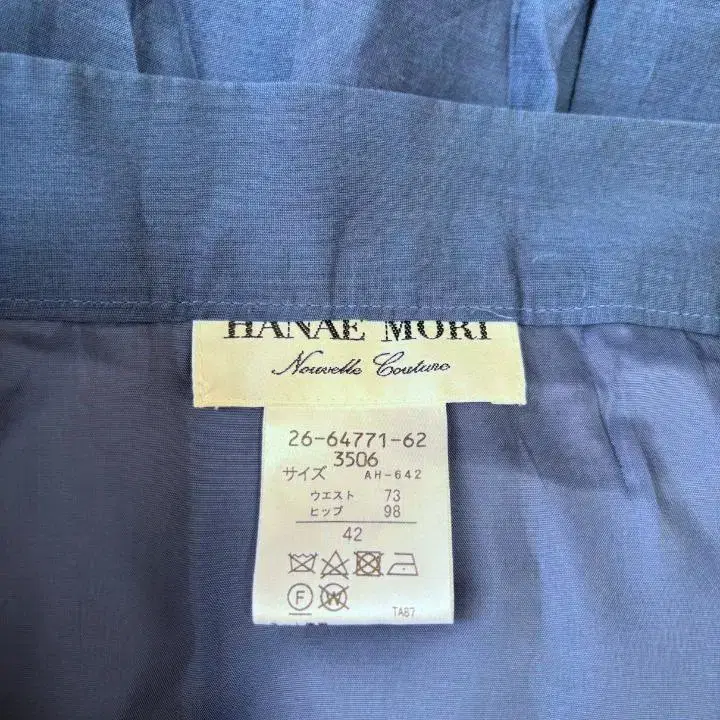 HANAE MORI
Nouvelle Couture
26-64771-62
3506
サイズ AH-642
ウエスト 73
ヒップ 98
42
F W
TA87